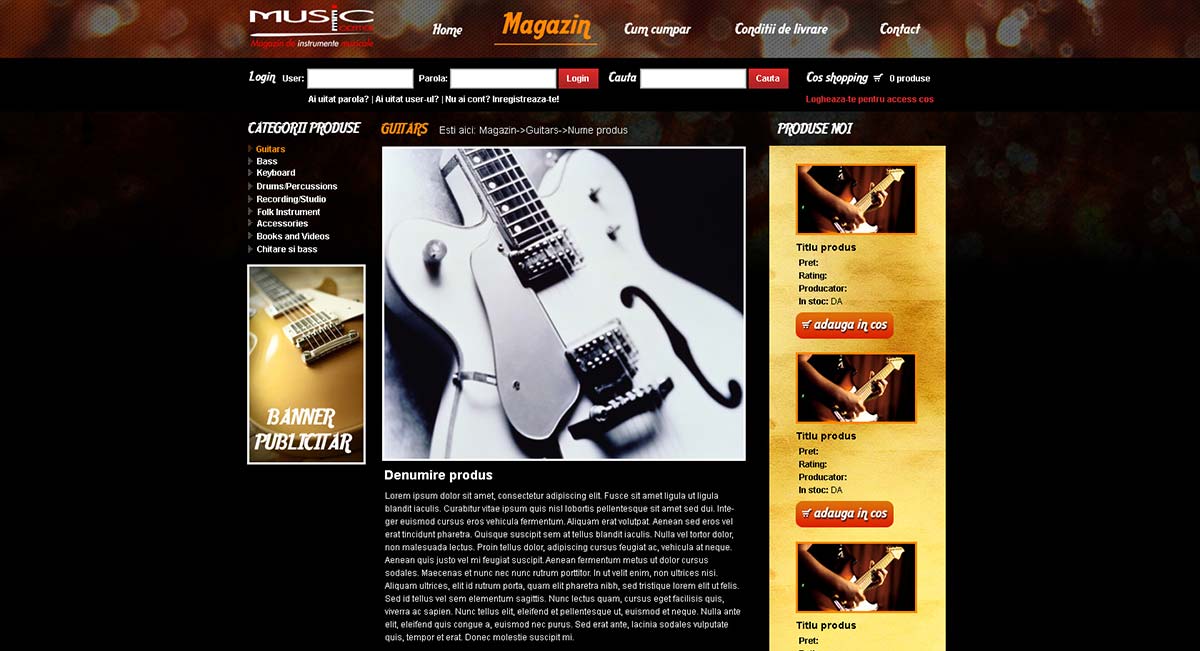 MUSIC
Magazin de instrumente muzicale
Home
Magazin
Cum cumpar
Conditii de livrare
Contact
Login User: Parola: Login
Cauta Cauta
Cos shopping 0 produse
Ai uitat parola? | Ai uitat user-ul? | Nu ai cont? Inregistreaza-te!
Logheaza-te pentru access cos
CATEGORII PRODUSE
Guitars
Bass
Keyboard
Drums/Percussions
Recording/Studio
Folk Instrument
Accessories
Books and Videos
Chitare si bass
BANNER
PUBLICITAR
GUITARS Esti aici: Magazin->Guitars->Nume produs
Denumire produs
Lorem ipsum dolor sit amet, consectetur adipiscing elit. Fusce sit amet ligula ut ligula
blandit iaculis. Curabitur vitae ipsum quis nisl lobortis pellentesque sit amet sed dui. Inte-
ger euismod cursus eros vehicula fermentum. Aliquam erat volutpat. Aenean sed eros vel
erat tincidunt pharetra. Quisque suscipit sem at tellus blandit iaculis. Nulla vel tortor dolor,
non malesuada lectus. Proin tellus dolor, adipiscing cursus feugiat ac, vehicula at neque.
Aenean quis justo vel mi feugiat suscipit. Aenean fermentum metus ut dolor cursus
sodales. Maecenas et nunc nec nunc rutrum porttitor. In ut velit enim, non ultrices nisi.
Aliquam ultrices, elit id rutrum porta, quam elit pharetra nibh, sed tristique lorem elit ut felis.
Sed id tellus vel sem elementum sagittis. Nunc lectus quam, cursus eget facilisis quis,
viverra ac sapien. Nunc tellus elit, eleifend et pellentesque ut, euismod et neque. Nulla ante
elit, eleifend quis congue a, euismod nec purus. Sed erat ante, lacinia sodales vulputate
quis, tempor et erat. Donec molestie suscipit mi.
PRODUSE NOI
Titlu produs
Pret:
Rating:
Producator:
In stoc: DA
adauga in cos
Titlu produs
Pret:
Rating:
Producator:
In stoc: DA
adauga in cos
Titlu produs
Pret: